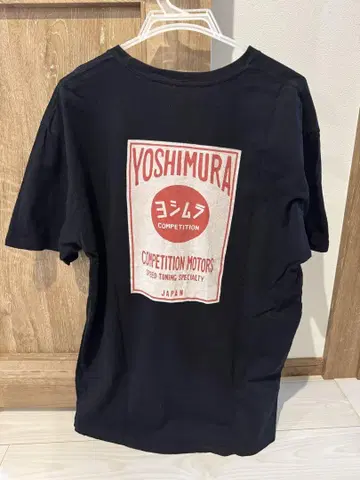 YOSHIMURA
ヨシムラ
COMPETITION
COMPETITION MOTORS
SPEED TUNING SPECIALTY
JAPAN